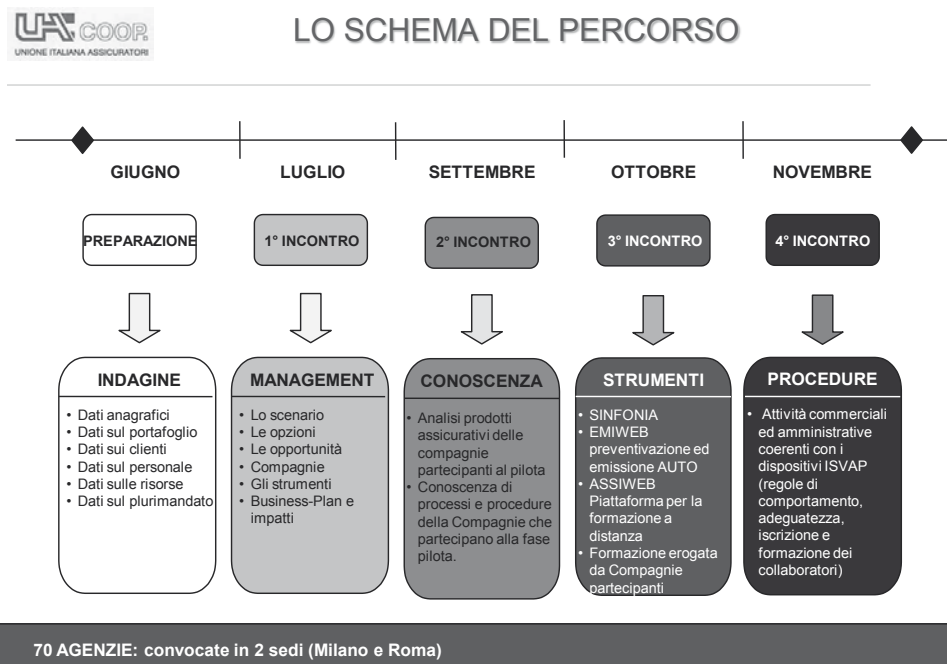 UIA COOP.
UNIONE ITALIANA ASSICURATORI
LO SCHEMA DEL PERCORSO
GIUGNO
LUGLIO
SETTEMBRE
OTTOBRE
NOVEMBRE
PREPARAZIONE
1° INCONTRO
2° INCONTRO
3° INCONTRO
4° INCONTRO
INDAGINE
• Dati anagrafici
• Dati sul portafoglio
• Dati sui clienti
• Dati sul personale
• Dati sulle risorse
• Dati sul plurimandato
MANAGEMENT
• Lo scenario
• Le opzioni
• Le opportunità
• Compagnie
• Gli strumenti
• Business-Plan e
impatti
CONOSCENZA
• Analisi prodotti
assicurativi delle
compagnie
partecipanti al pilota
• Conoscenza di
processi e procedure
della Compagnie che
partecipano alla fase
pilota.
STRUMENTI
• SINFONIA
• EMIWEB
preventivazione ed
emissione AUTO
• ASSIWEB
Piattaforma per la
formazione a
distanza
• Formazione erogata
da Compagnie
partecipanti
PROCEDURE
• Attività commerciali
ed amministrative
coerenti con i
dispositivi ISVAP
(regole di
comportamento,
adeguatezza,
iscrizione e
formazione dei
collaboratori)
70 AGENZIE: convocate in 2 sedi (Milano e Roma)